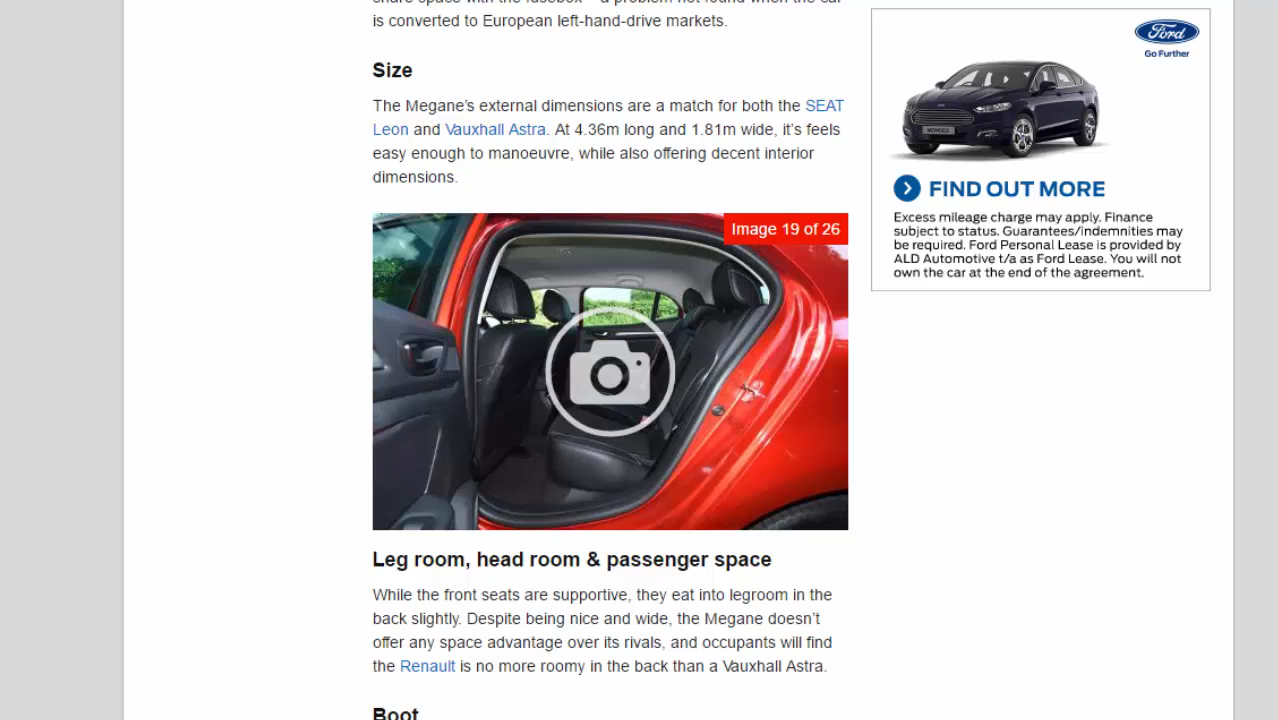 is converted to European left-hand-drive markets.
Size
The Megane’s external dimensions are a match for both the SEAT
Leon and Vauxhall Astra. At 4.36m long and 1.81m wide, it’s feels
easy enough to manoeuvre, while also offering decent interior
dimensions.
Image 19 of 26
Leg room, head room & passenger space
While the front seats are supportive, they eat into legroom in the
back slightly. Despite being nice and wide, the Megane doesn’t
offer any space advantage over its rivals, and occupants will find
the Renault is no more roomy in the back than a Vauxhall Astra.
Boot
Ford
Go Further
MONDEO
FIND OUT MORE
Excess mileage charge may apply. Finance
subject to status. Guarantees/indemnities may
be required. Ford Personal Lease is provided by
ALD Automotive t/a as Ford Lease. You will not
own the car at the end of the agreement.